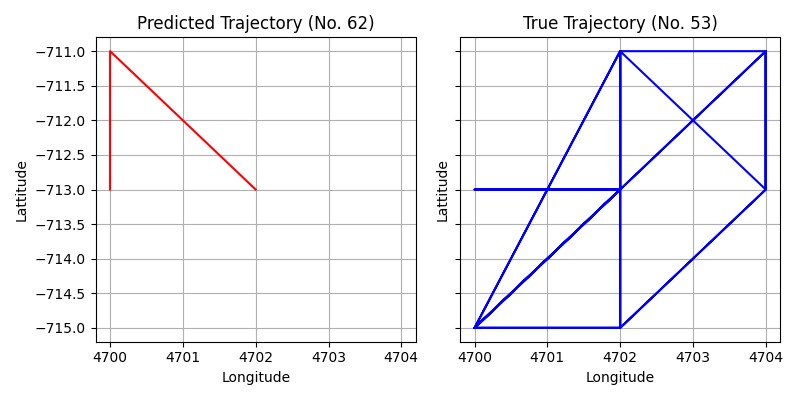 Predicted Trajectory (No. 62)
True Trajectory (No. 53)
Lattitude
−711.0
−711.5
−712.0
−712.5
−713.0
−713.5
−714.0
−714.5
−715.0
4700 4701 4702 4703 4704
Longitude
Lattitude
4700 4701 4702 4703 4704
Longitude